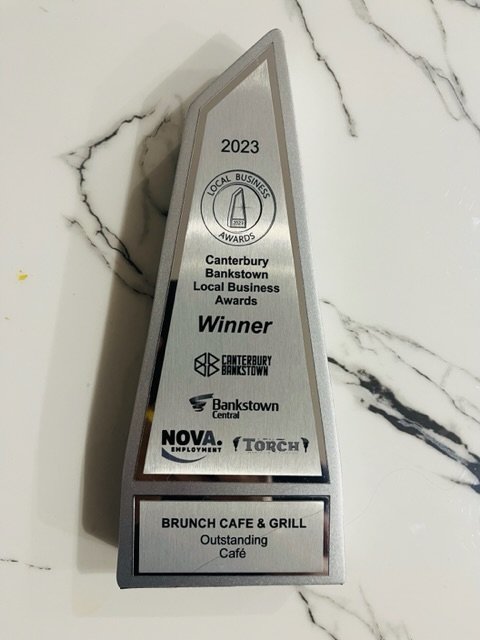 2023
LOCAL BUSINESS
2023
AWARDS
Canterbury
Bankstown
Local Business
Awards
Winner
CANTERBURY
BANKSTOWN
Bankstown
Central
NOVA.
EMPLOYMENT
TORCH
BRUNCH CAFE & GRILL
Outstanding
Café